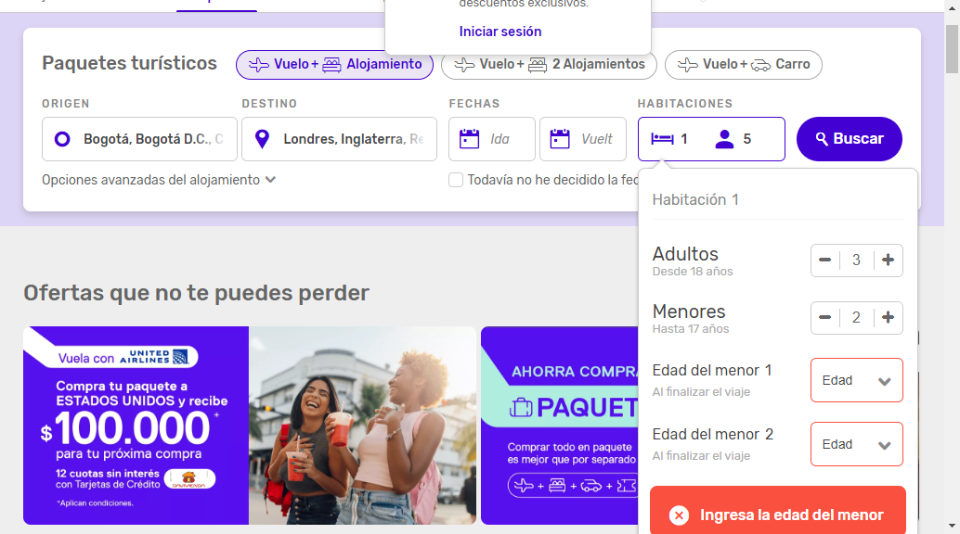 descuentos exclusivos.
Iniciar sesión
Paquetes turísticos
Vuelo + Alojamiento
Vuelo + 2 Alojamientos
Vuelo + Carro
ORIGEN
DESTINO
FECHAS
HABITACIONES
Bogotá, Bogotá D.C., C
Londres, Inglaterra, Re
Ida
Vuelt
1
5
Buscar
Opciones avanzadas del alojamiento
Todavía no he decidido la fec
Habitación 1
Adultos
Desde 18 años
3
Menores
Hasta 17 años
2
Edad del menor 1
Al finalizar el viaje
Edad
Edad del menor 2
Al finalizar el viaje
Edad
Ingresa la edad del menor
Ofertas que no te puedes perder
Vuela con UNITED AIRLINES
Compra tu paquete a
ESTADOS UNIDOS y recibe
$100.000*
para tu próxima compra
12 cuotas sin interés
con Tarjetas de Crédito DAVIVIENDA
*Aplican condiciones.
AHORRA COMPRA
PAQUET
Comprar todo en paquete
es mejor que por separado